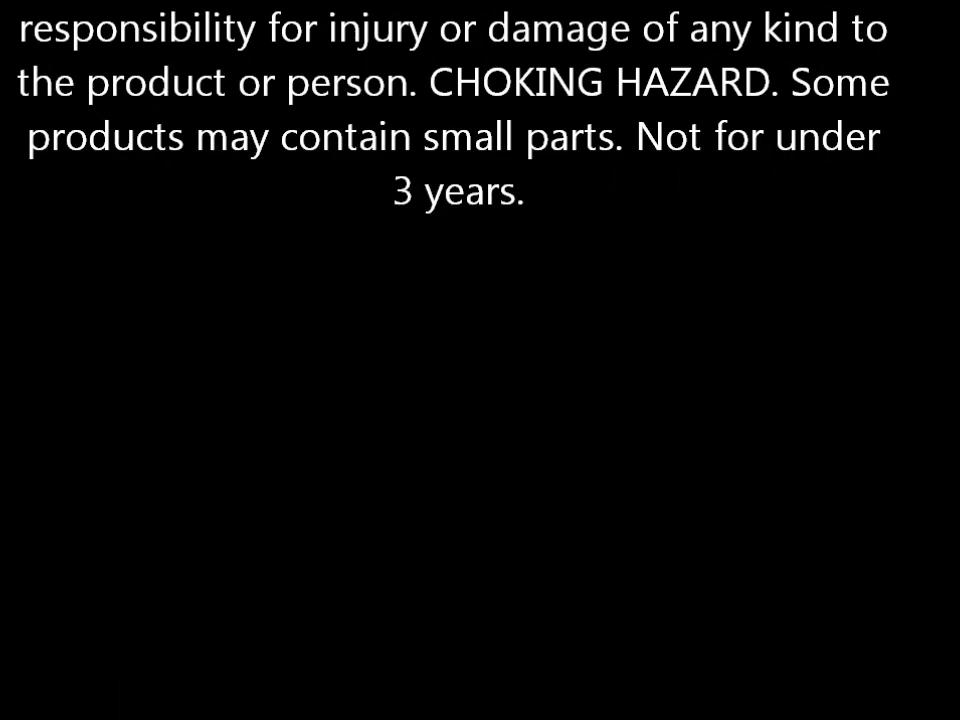 responsibility for injury or damage of any kind to
the product or person. CHOKING HAZARD. Some
products may contain small parts. Not for under
3 years.